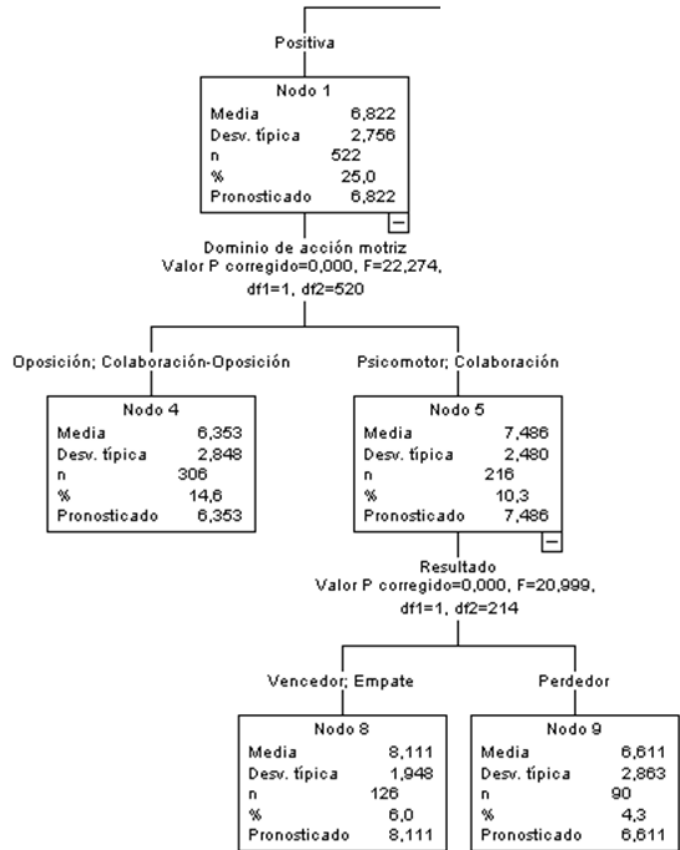 Positiva
Nodo 1
Media 6,822
Desv. típica 2,756
n 522
% 25,0
Pronosticado 6,822
Dominio de acción motriz
Valor P corregido=0,000, F=22,274,
df1=1, df2=520
Oposición; Colaboración-Oposición
Psicomotor; Colaboración
Nodo 4
Media 6,353
Desv. típica 2,848
n 306
% 14,6
Pronosticado 6,353
Nodo 5
Media 7,486
Desv. típica 2,480
n 216
% 10,3
Pronosticado 7,486
Resultado
Valor P corregido=0,000, F=20,999,
df1=1, df2=214
Vencedor; Empate
Perdedor
Nodo 8
Media 8,111
Desv. típica 1,948
n 126
% 6,0
Pronosticado 8,111
Nodo 9
Media 6,611
Desv. típica 2,863
n 90
% 4,3
Pronosticado 6,611